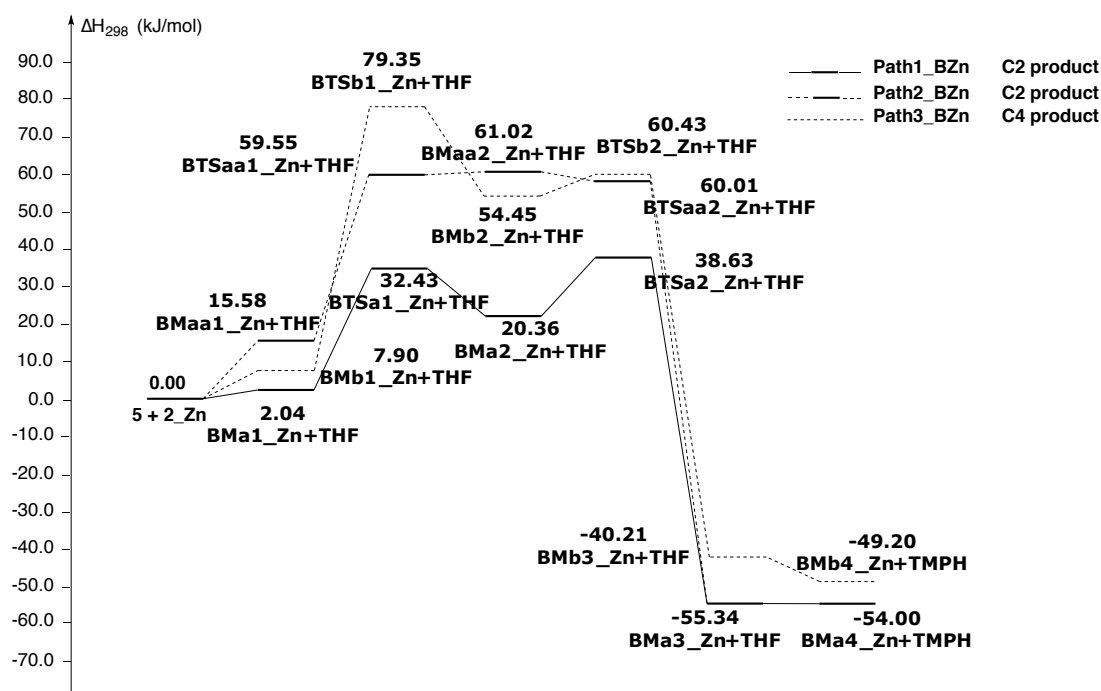 ΔH298 (kJ/mol)
90.0
80.0
70.0
60.0
50.0
40.0
30.0
20.0
10.0
0.0
-10.0
-20.0
-30.0
-40.0
-50.0
-60.0
-70.0
Path1_BZn C2 product
Path2_BZn C2 product
Path3_BZn C4 product
79.35
BTSb1_Zn+THF
59.55
BTSaa1_Zn+THF
61.02
BMaa2_Zn+THF
60.43
BTSb2_Zn+THF
60.01
BTSaa2_Zn+THF
54.45
BMb2_Zn+THF
38.63
BTSa2_Zn+THF
32.43
BTSa1_Zn+THF
15.58
BMaa1_Zn+THF
20.36
BMa2_Zn+THF
7.90
BMb1_Zn+THF
0.00
5 + 2_Zn
2.04
BMa1_Zn+THF
-40.21
BMb3_Zn+THF
-49.20
BMb4_Zn+TMPH
-55.34
BMa3_Zn+THF
-54.00
BMa4_Zn+TMPH